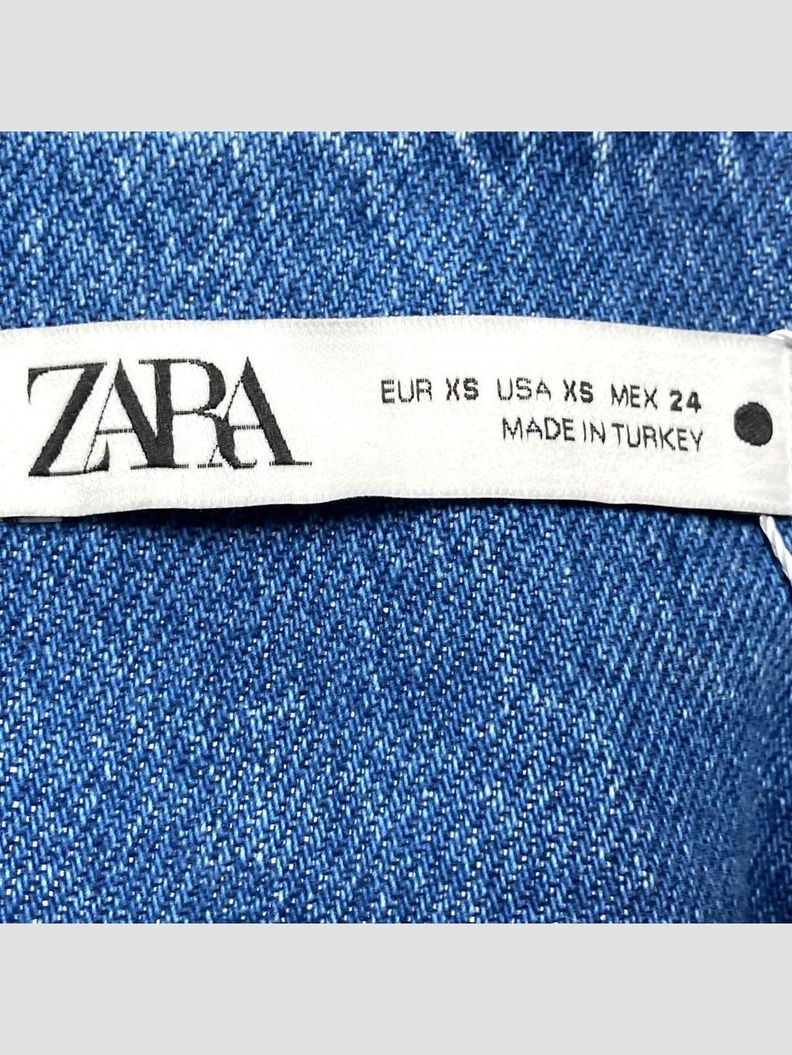 ZARA
EUR XS USA XS MEX 24
MADE IN TURKEY